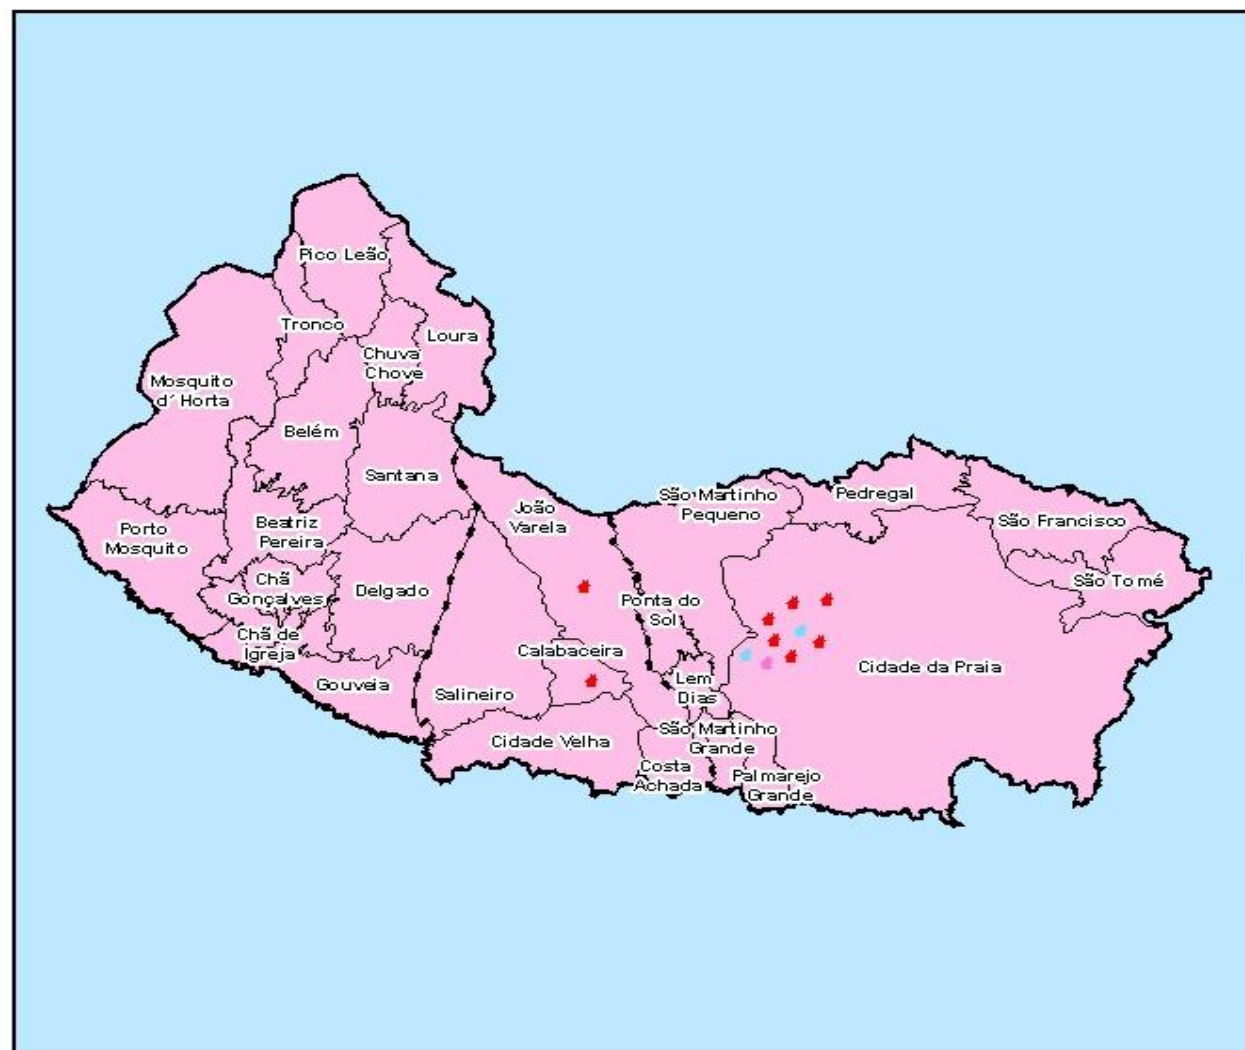 Pico Leão
Tronco
Loura
Chuva
Chove
Mosquito
d´Horta
Belém
Santana
João
Varela
São Martinho
Pequeno
Pedregal
São Francisco
Porto
Mosquito
Beatriz
Pereira
Chã
Gonçalves
Delgado
Ponta do
Sol
São Tomé
Chã de
Igreja
Calabaceira
Cidade da Praia
Gouveia
Salineiro
Lem
Dias
Cidade Velha
São Martinho
Grande
Costa
Achada
Palmarejo
Grande